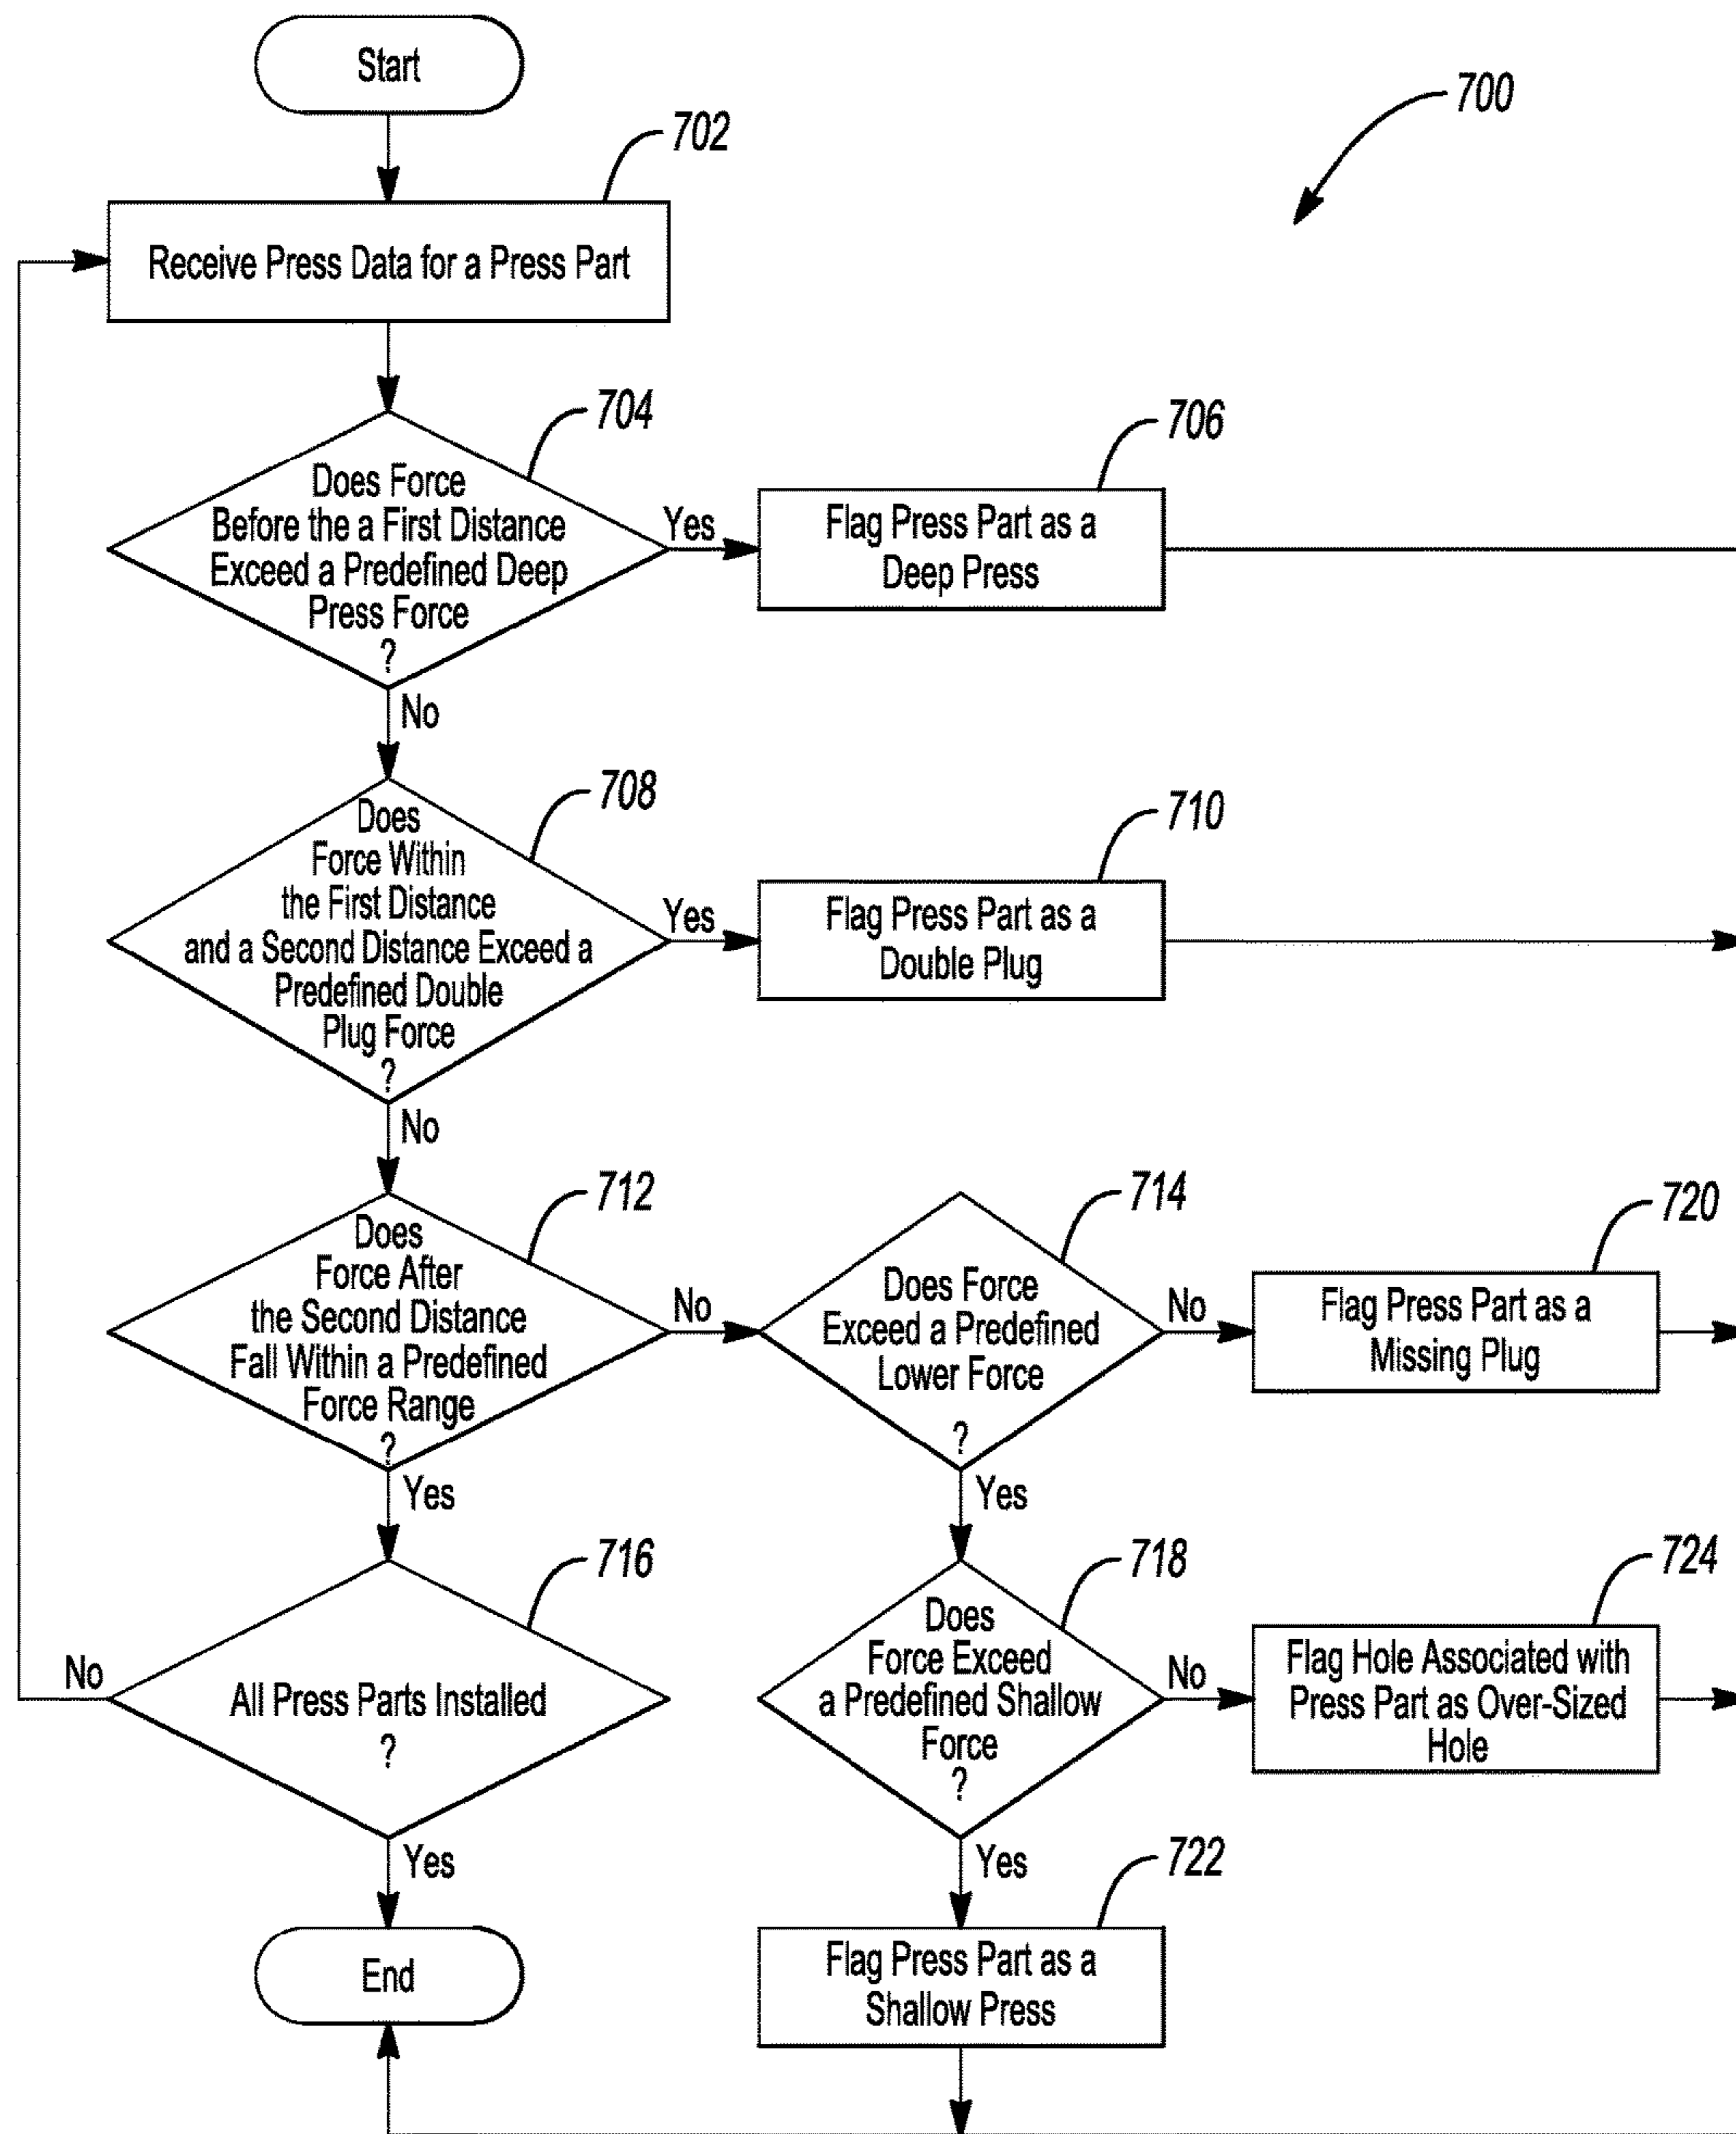 Start
700
702
Receive Press Data for a Press Part
704
Does Force
Before the a First Distance
Exceed a Predefined Deep
Press Force
?
Yes
No
706
Flag Press Part as a
Deep Press
708
Does
Force Within
the First Distance
and a Second Distance Exceed a
Predefined Double
Plug Force
?
Yes
No
710
Flag Press Part as a
Double Plug
712
Does
Force After
the Second Distance
Fall Within a Predefined
Force Range
?
No
Yes
714
Does Force
Exceed a Predefined
Lower Force
?
No
Yes
720
Flag Press Part as a
Missing Plug
716
All Press Parts Installed
?
No
Yes
718
Does
Force Exceed
a Predefined Shallow
Force
?
No
Yes
724
Flag Hole Associated with
Press Part as Over-Sized
Hole
End
722
Flag Press Part as a
Shallow Press